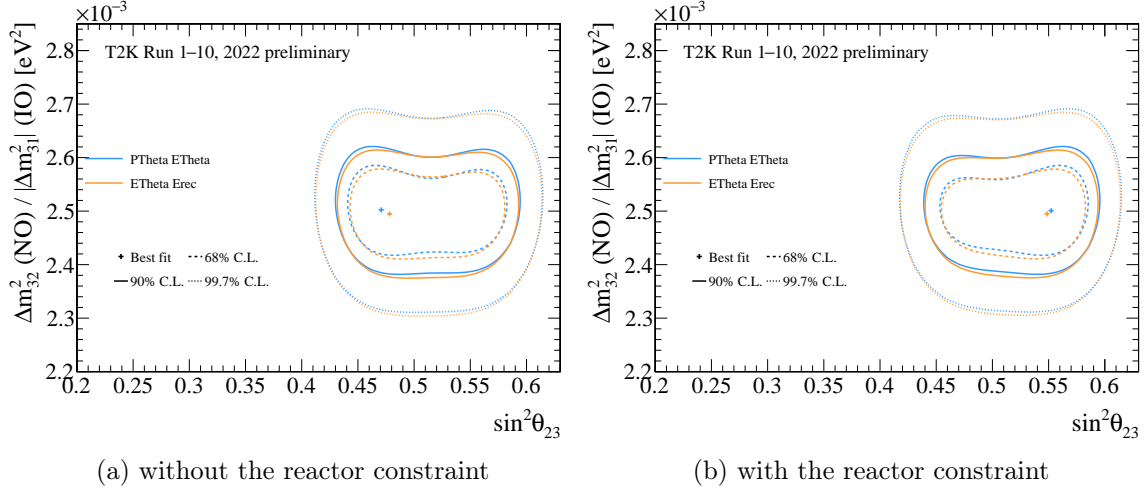 ×10⁻³
T2K Run 1–10, 2022 preliminary
PTheta ETheta
ETheta Erec
Best fit
68% C.L.
90% C.L.
99.7% C.L.
2.8
2.7
2.6
2.5
2.4
2.3
2.2
0.2 0.25 0.3 0.35 0.4 0.45 0.5 0.55 0.6
Δm²₃₂ (NO) / |Δm²₃₁| (IO) [eV²]
sin²θ₂₃
(a) without the reactor constraint
×10⁻³
T2K Run 1–10, 2022 preliminary
PTheta ETheta
ETheta Erec
Best fit
68% C.L.
90% C.L.
99.7% C.L.
2.8
2.7
2.6
2.5
2.4
2.3
2.2
0.2 0.25 0.3 0.35 0.4 0.45 0.5 0.55 0.6
Δm²₃₂ (NO) / |Δm²₃₁| (IO) [eV²]
sin²θ₂₃
(b) with the reactor constraint